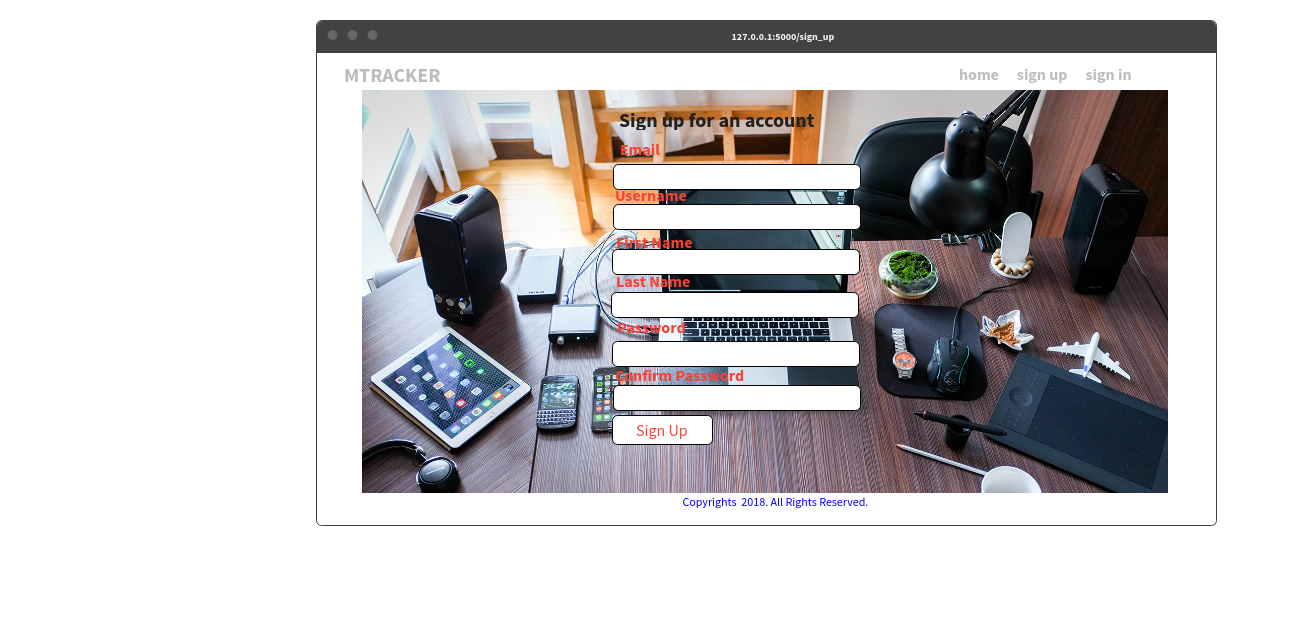 127.0.0.1:5000/sign_up
MTRACKER home sign up sign in
Sign up for an account
Email
Username
First Name
Last Name
Password
Confirm Password
Sign Up
Copyrights 2018. All Rights Reserved.